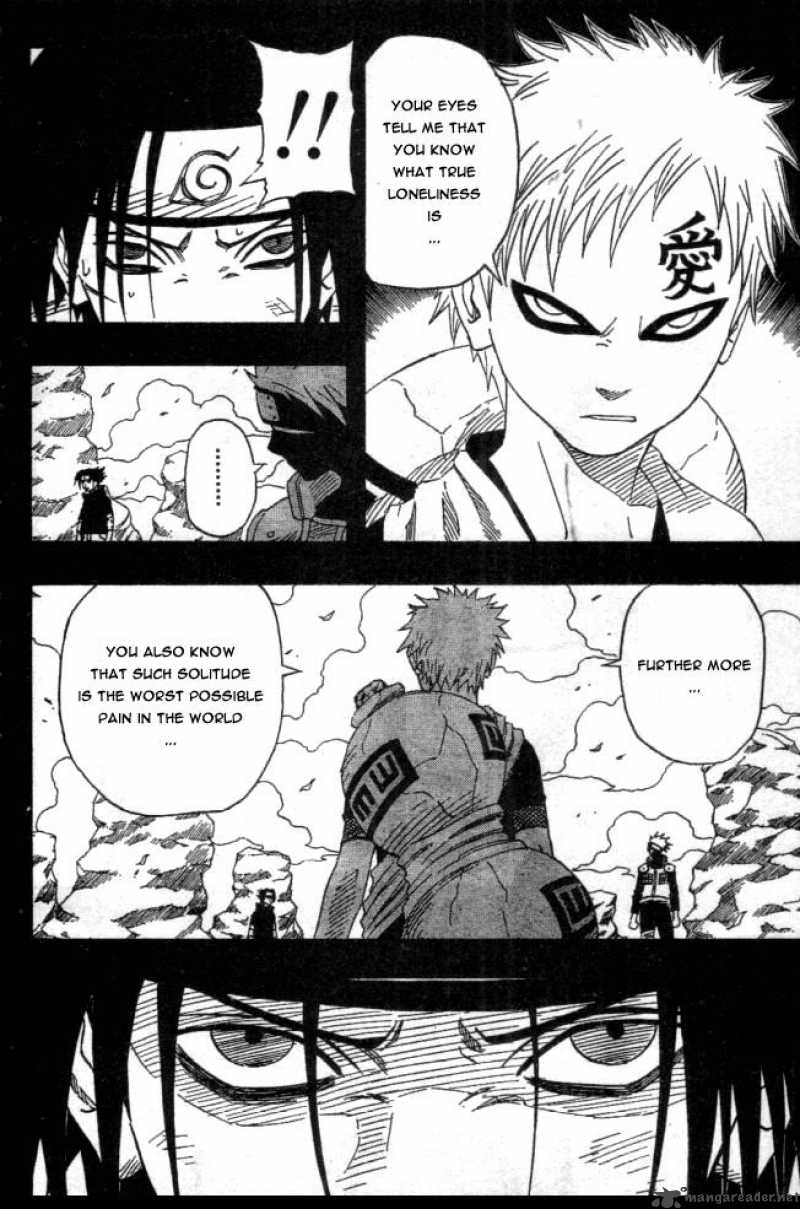 YOUR EYES
TELL ME THAT
YOU KNOW
WHAT TRUE
LONELINESS
IS
...
愛
!!
.........
FURTHER MORE
...
YOU ALSO KNOW
THAT SUCH SOLITUDE
IS THE WORST POSSIBLE
PAIN IN THE WORLD
...
mangareader.net